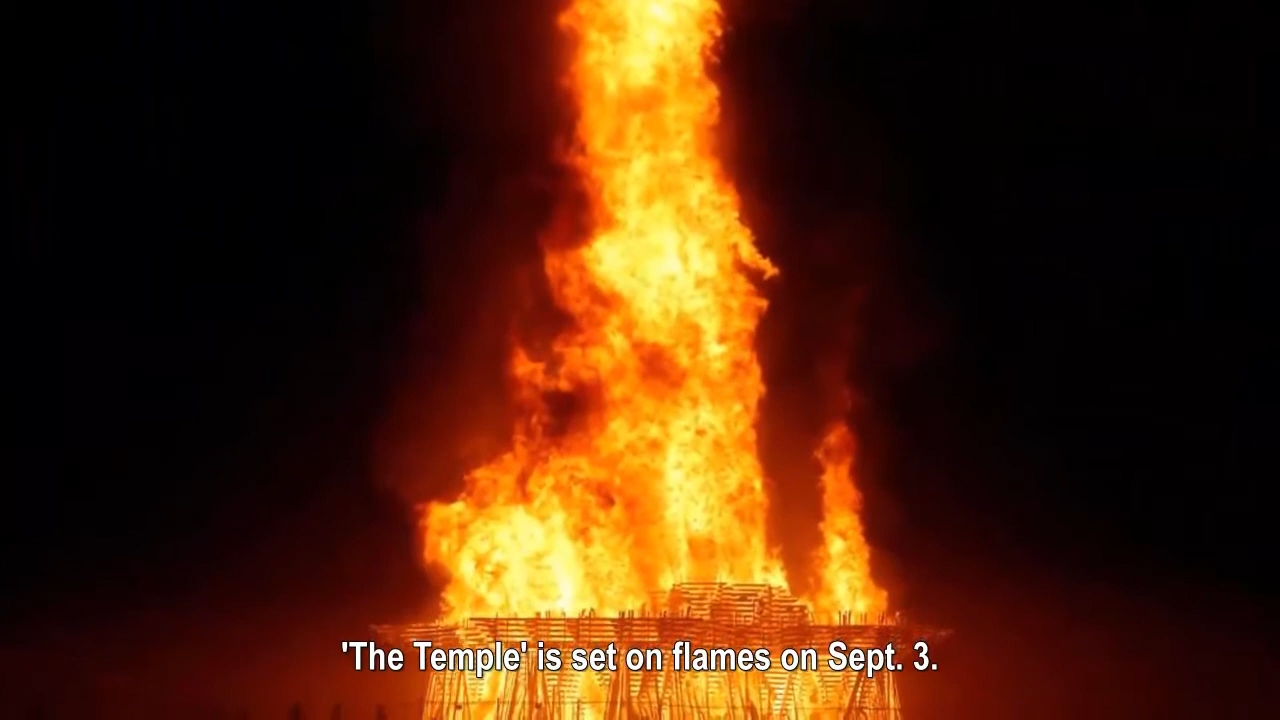 'The Temple' is set on flames on Sept. 3.